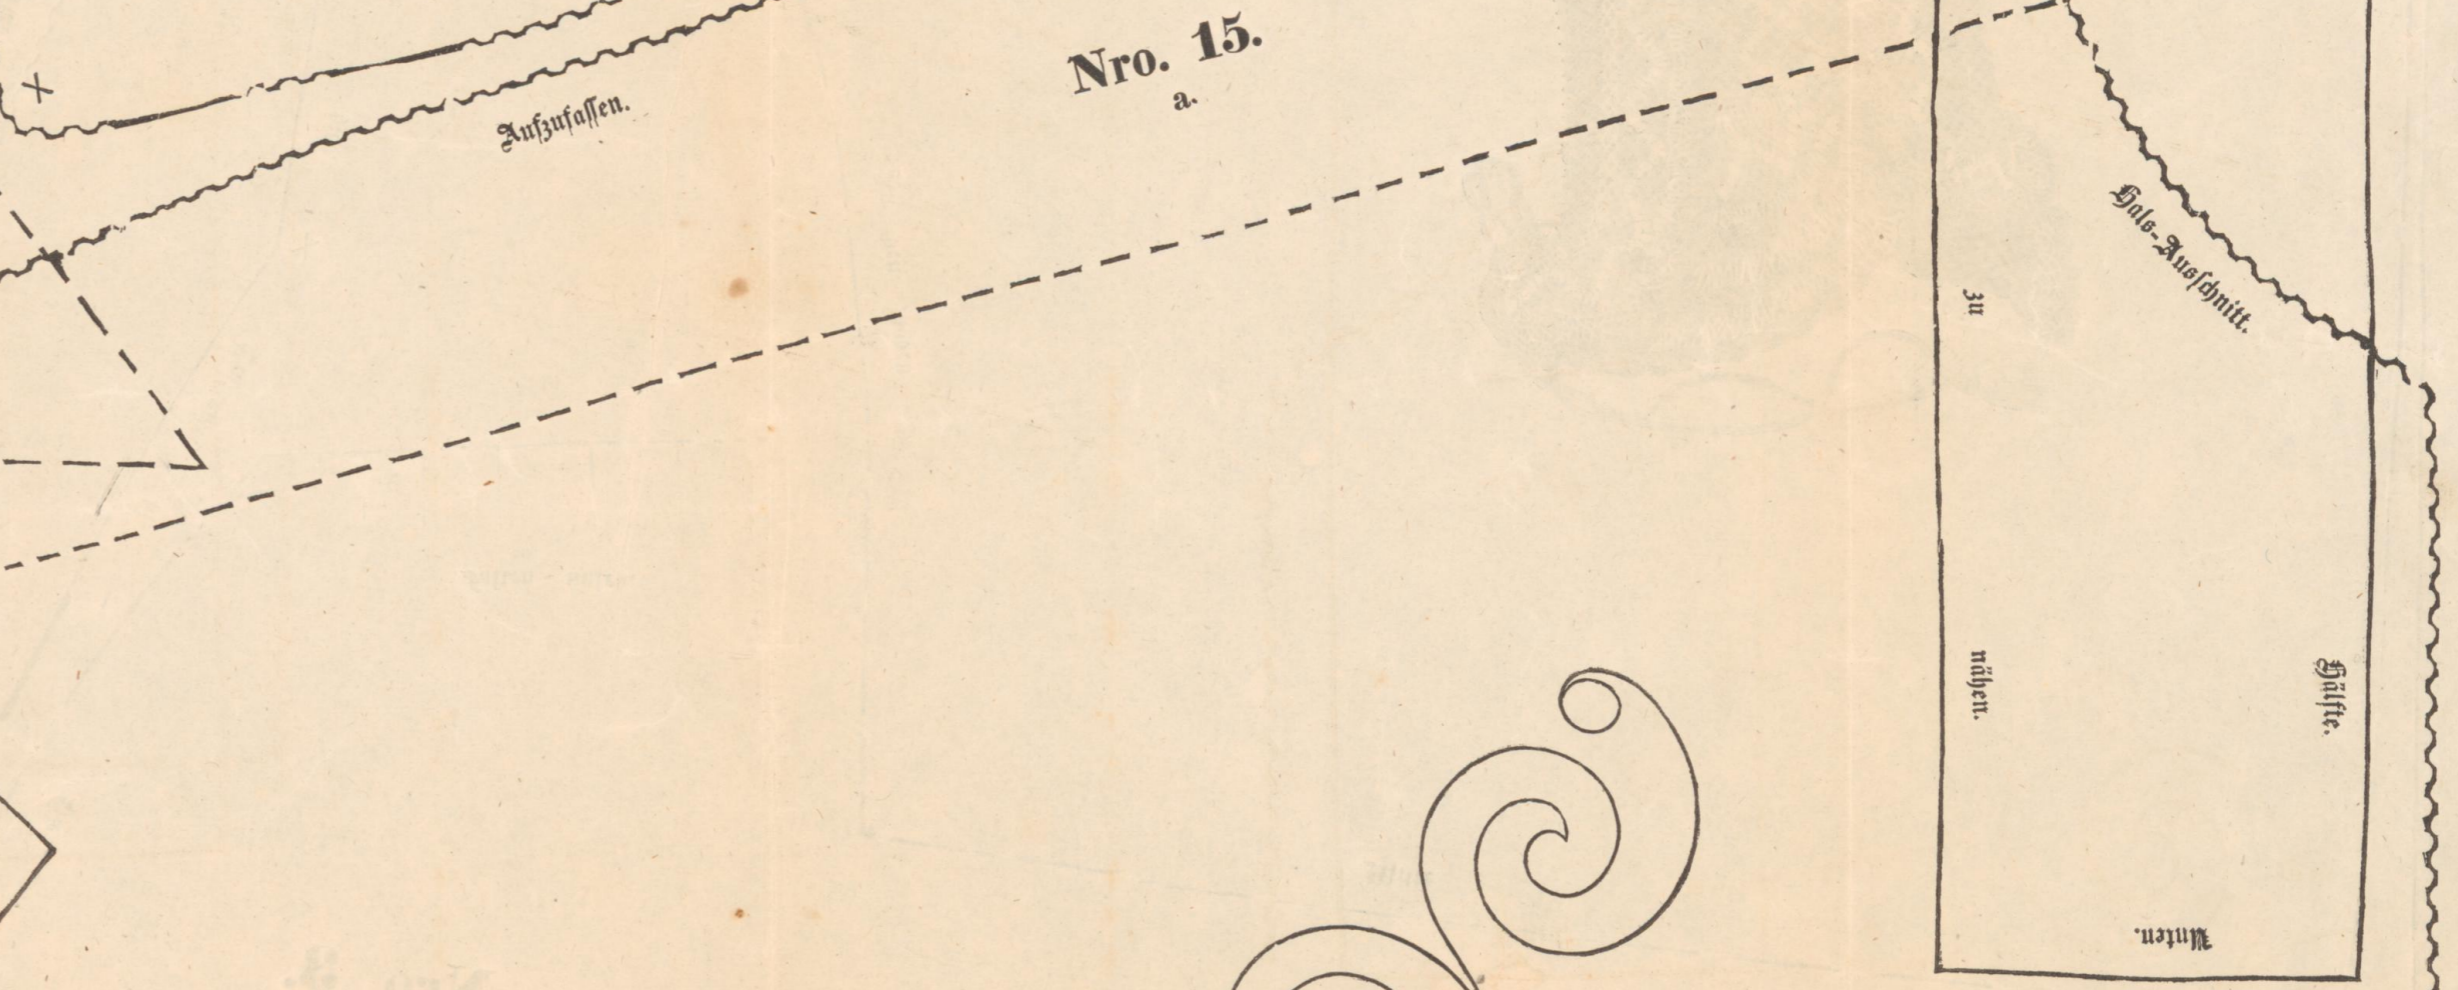 Nro. 15.
a.
Aufzufassen.
Hals-Ausschnitt.
zu
nähen.
Hälfte.
Unten.